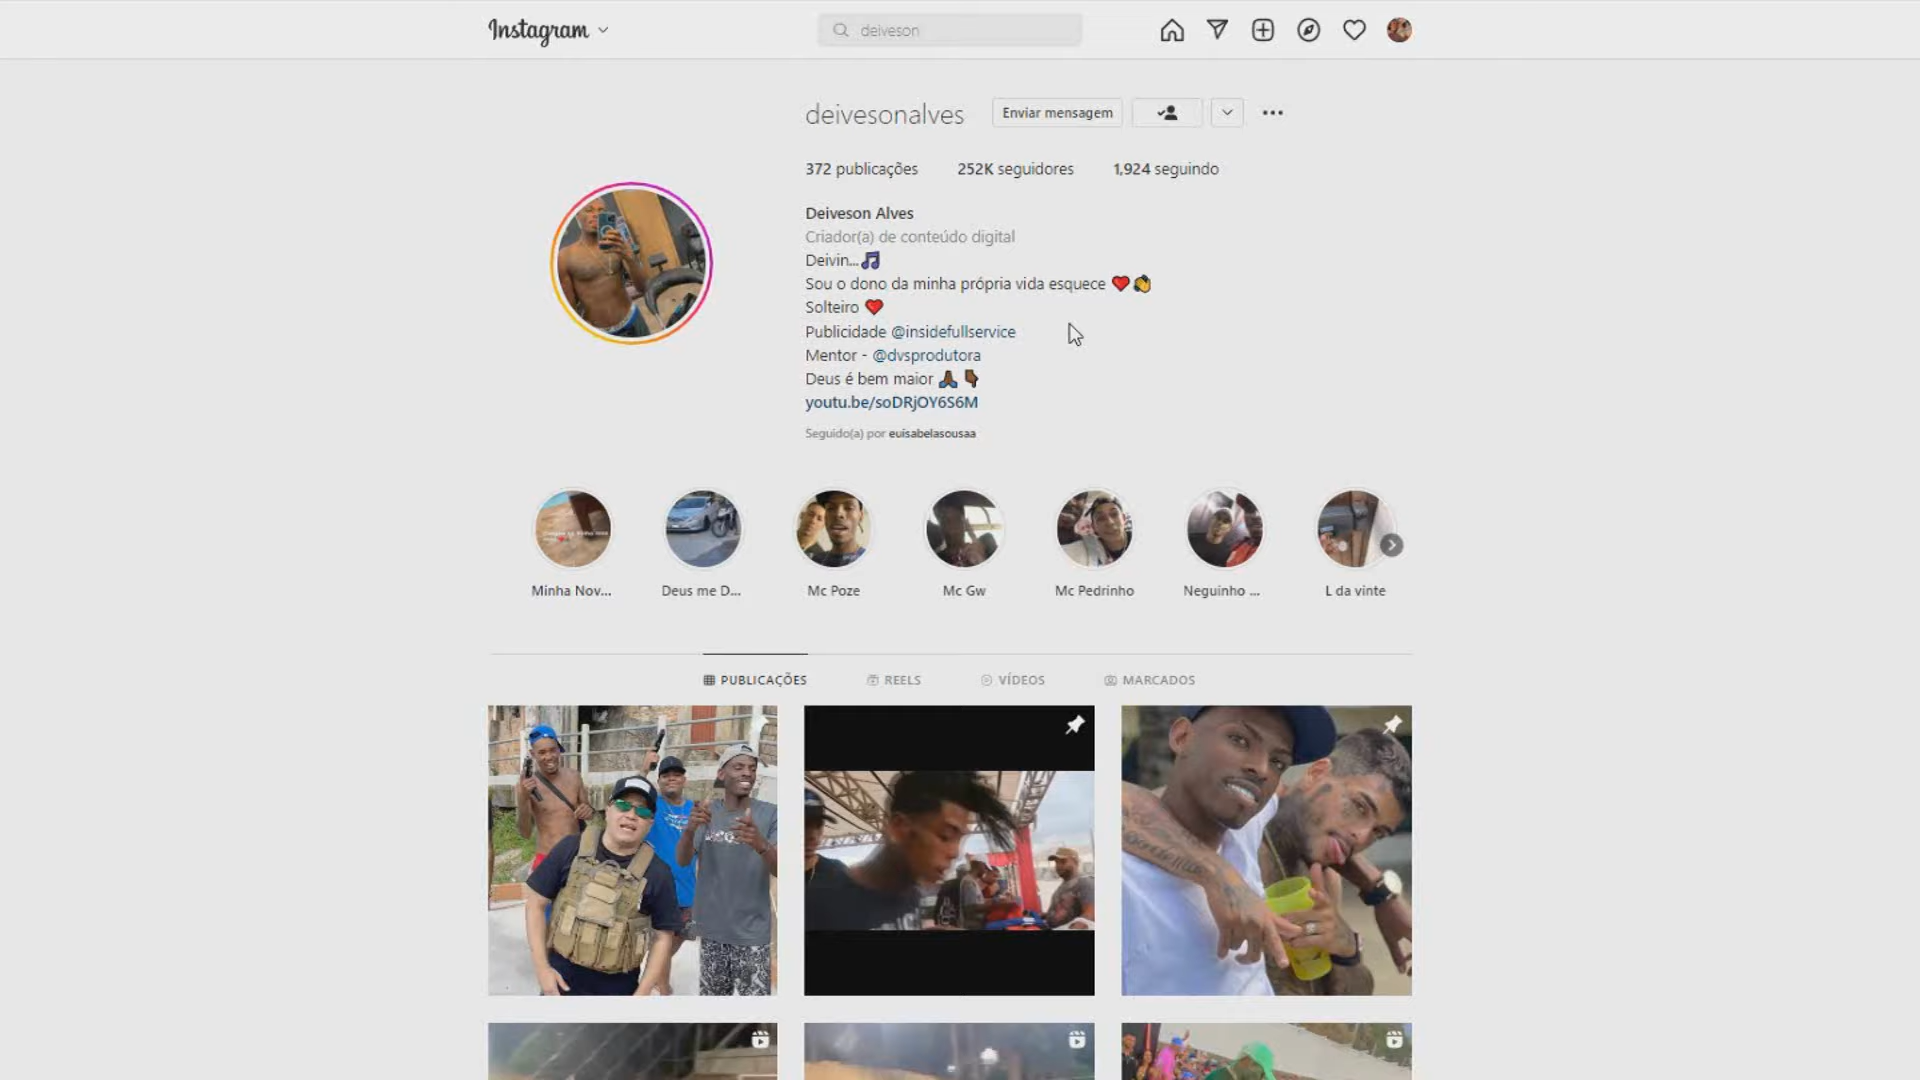 Instagram
deiveson
deivesonalves
Enviar mensagem
372 publicações 252K seguidores 1,924 seguindo
Deiveson Alves
Criador(a) de conteúdo digital
Deivin...🎵
Sou o dono da minha própria vida esquece ❤️👏🏾
Solteiro ❤️
Publicidade @insidefullservice
Mentor - @dvsprodutora
Deus é bem maior 🙏🏾👇🏾
youtu.be/soDRjOY6S6M
Seguido(a) por euisabelasousaa
Minha Nov... Deus me D... Mc Poze Mc Gw Mc Pedrinho Neguinho ... L da vinte
PUBLICAÇÕES REELS VÍDEOS MARCADOS